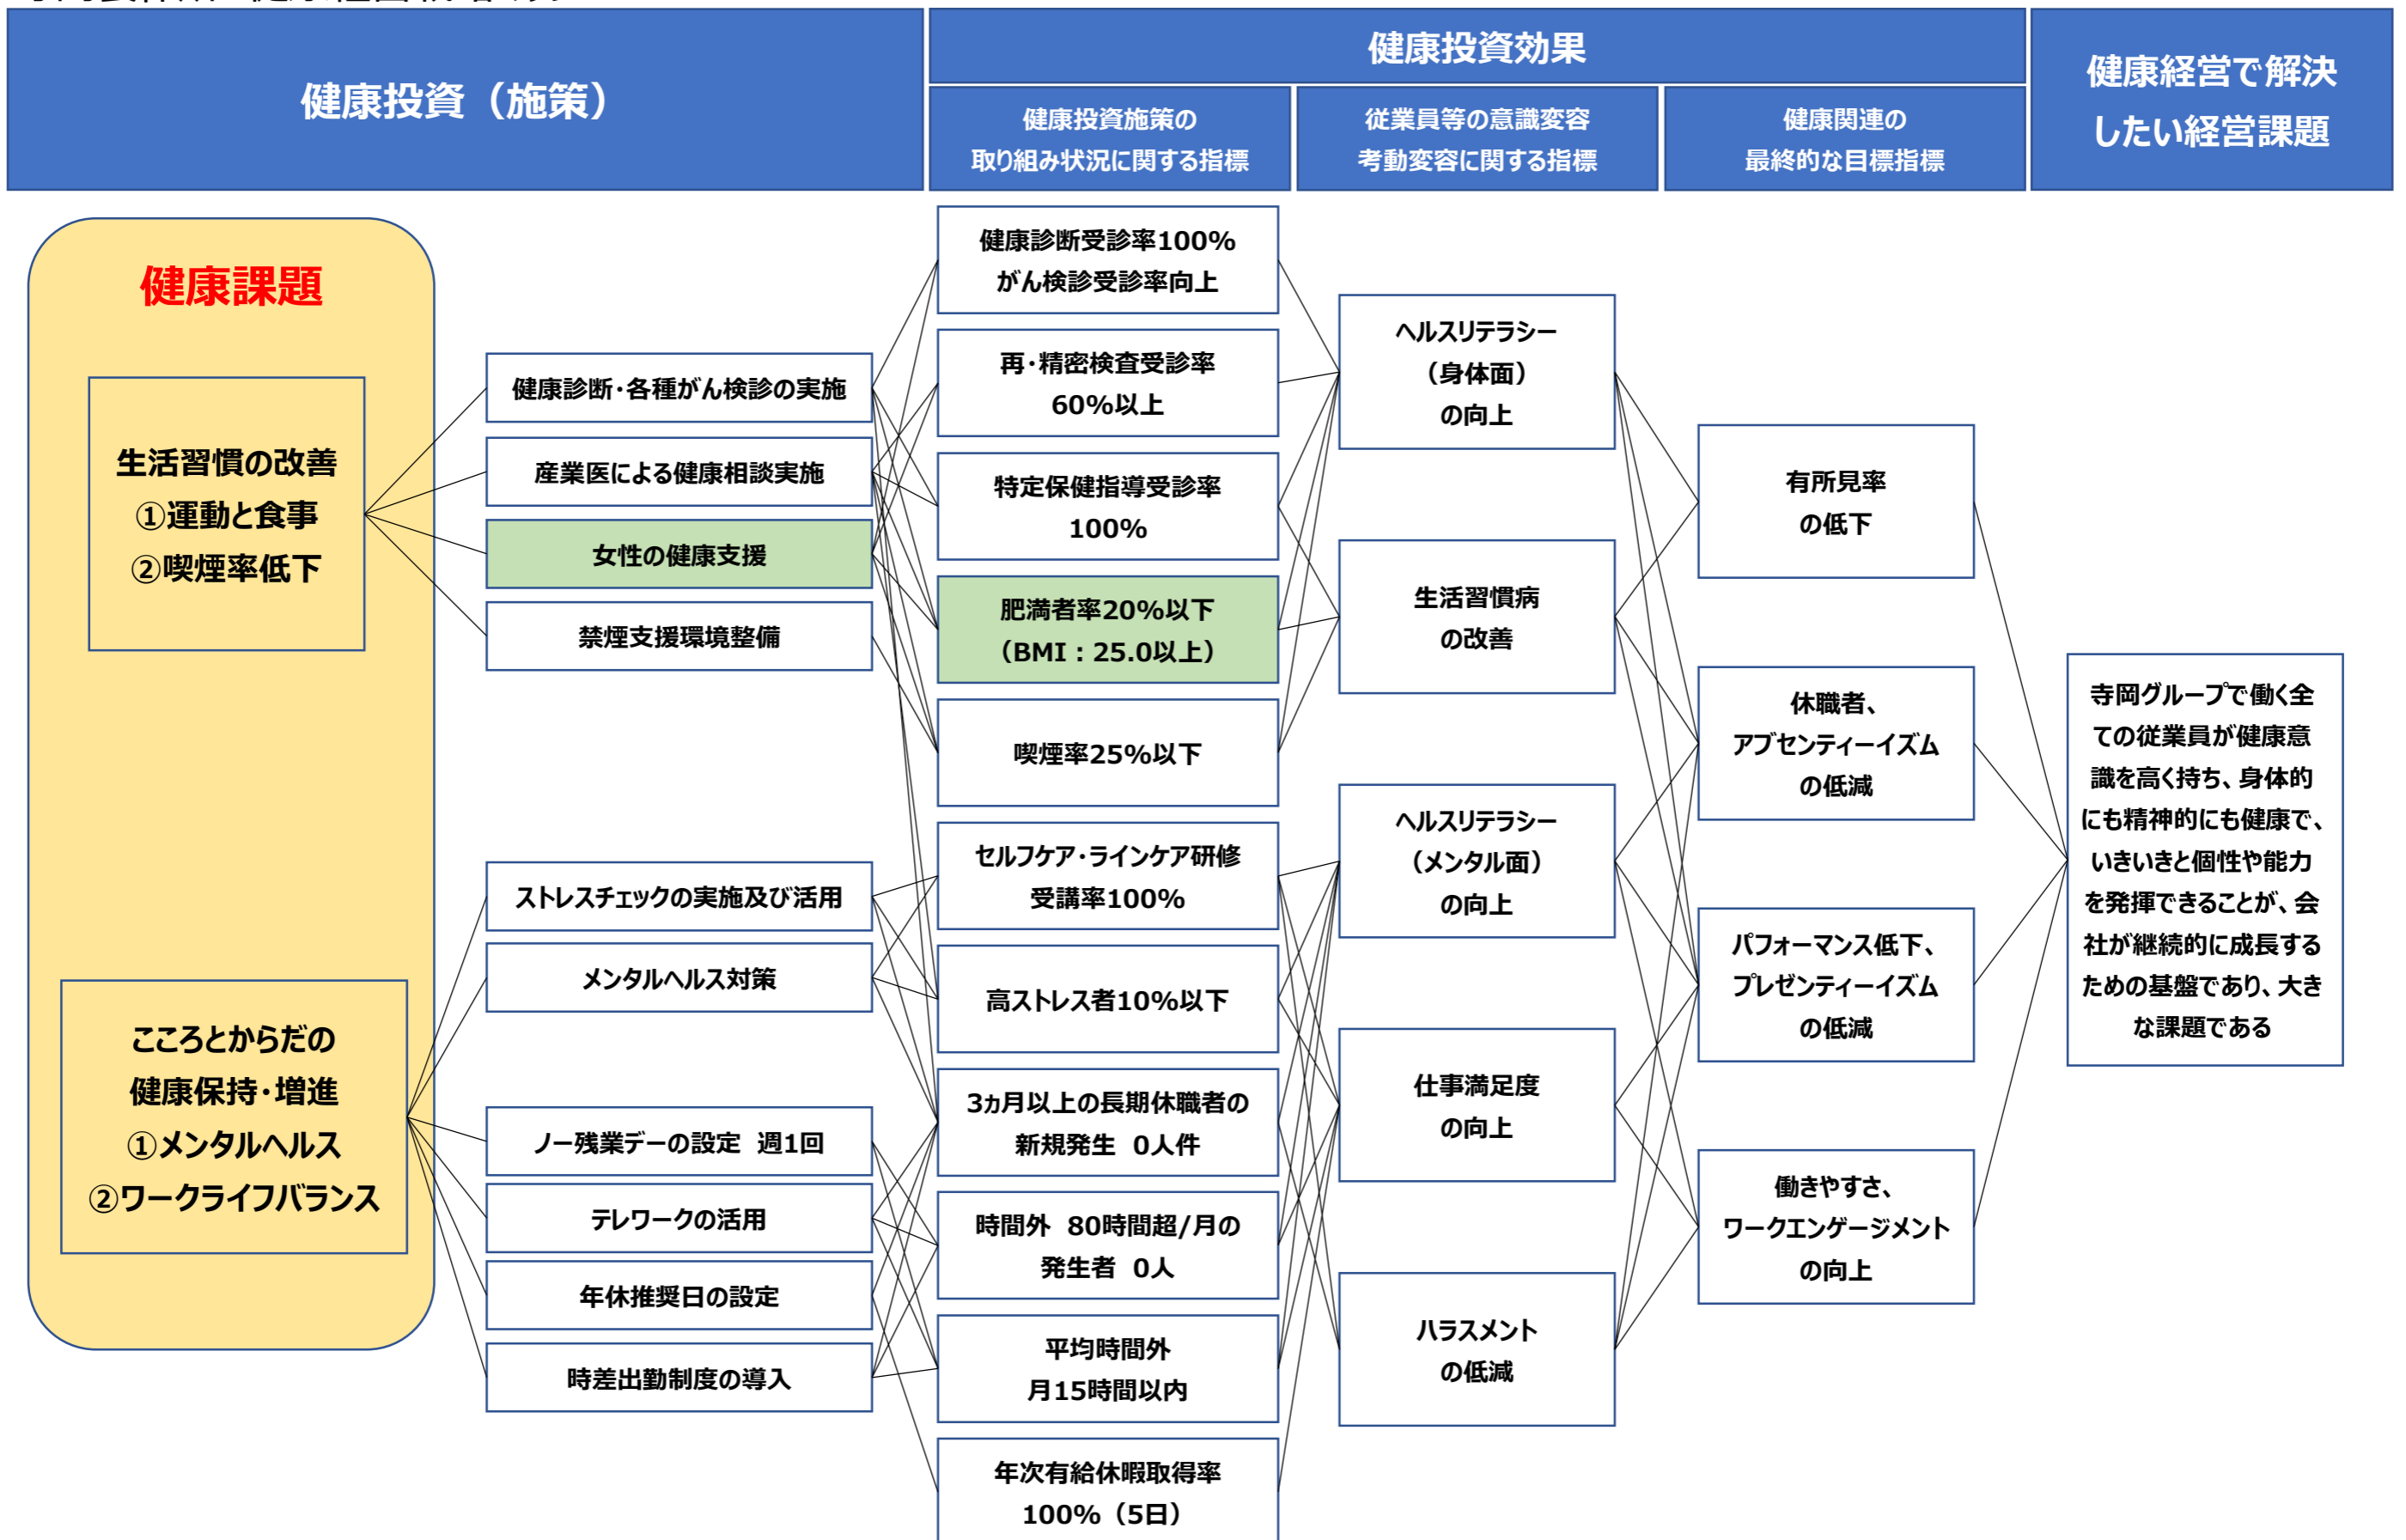 健康投資（施策）
健康投資効果
健康投資施策の
取り組み状況に関する指標
従業員等の意識変容
考動変容に関する指標
健康関連の
最終的な目標指標
健康経営で解決
したい経営課題
健康課題
生活習慣の改善
①運動と食事
②喫煙率低下
こころとからだの
健康保持・増進
①メンタルヘルス
②ワークライフバランス
健康診断・各種がん検診の実施
産業医による健康相談実施
女性の健康支援
禁煙支援環境整備
ストレスチェックの実施及び活用
メンタルヘルス対策
ノー残業デーの設定 週1回
テレワークの活用
年休推奨日の設定
時差出勤制度の導入
健康診断受診率100%
がん検診受診率向上
再・精密検査受診率
60%以上
特定保健指導受診率
100%
肥満者率20%以下
（BMI：25.0以上）
喫煙率25%以下
セルフケア・ラインケア研修
受講率100%
高ストレス者10%以下
3ヵ月以上の長期休職者の
新規発生 0人件
時間外 80時間超/月の
発生者 0人
平均時間外
月15時間以内
年次有給休暇取得率
100%（5日）
ヘルスリテラシー
（身体面）
の向上
生活習慣病
の改善
ヘルスリテラシー
（メンタル面）
の向上
仕事満足度
の向上
ハラスメント
の低減
有所見率
の低下
休職者、
アブセンティーイズム
の低減
パフォーマンス低下、
プレゼンティーイズム
の低減
働きやすさ、
ワークエンゲージメント
の向上
寺岡グループで働く全
ての従業員が健康意
識を高く持ち、身体的
にも精神的にも健康で、
いきいきと個性や能力
を発揮できることが、会
社が継続的に成長する
ための基盤であり、大き
な課題である